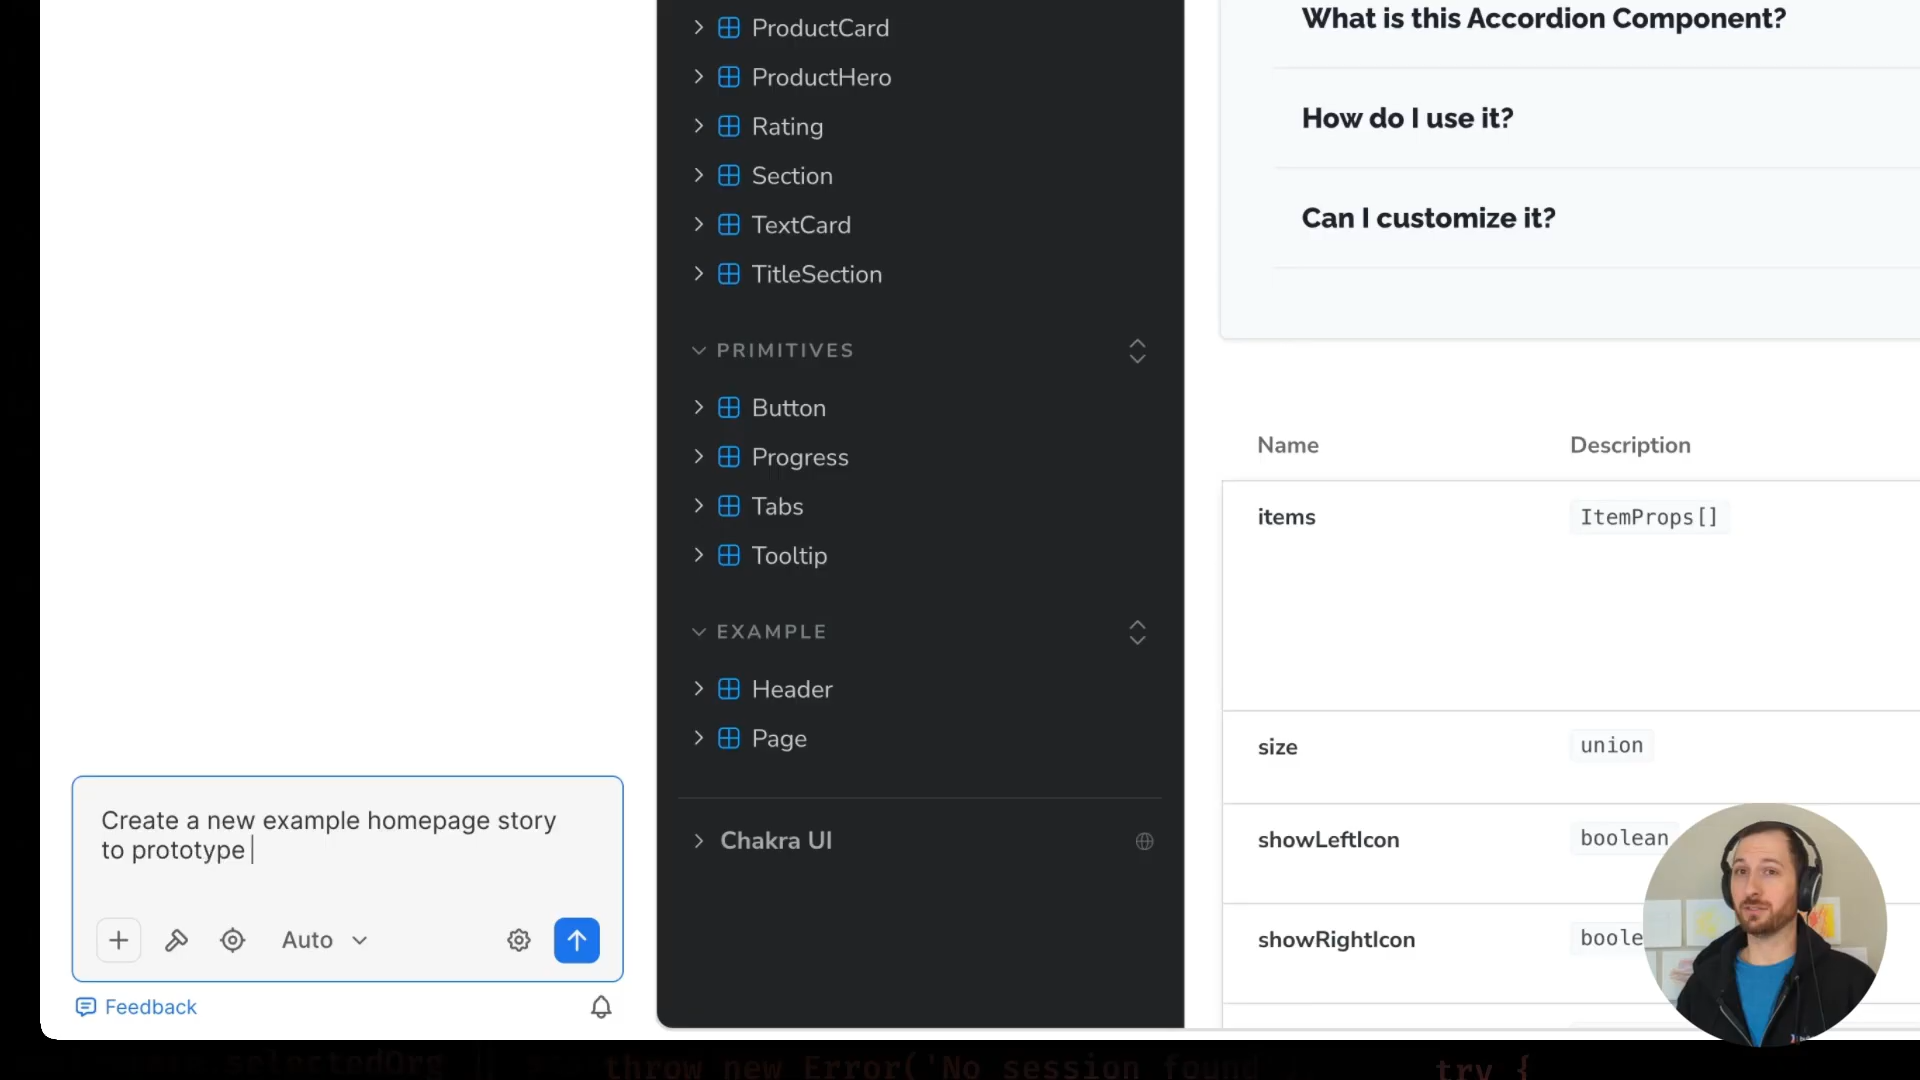 ProductCard
ProductHero
Rating
Section
TextCard
TitleSection
PRIMITIVES
Button
Progress
Tabs
Tooltip
EXAMPLE
Header
Page
Chakra UI
What is this Accordion Component?
How do I use it?
Can I customize it?
Name Description
items ItemProps[]
size union
showLeftIcon boolean
showRightIcon boole
Create a new example homepage story
to prototype
Auto
Feedback
selectedOrg || throw new Error('No session found try {